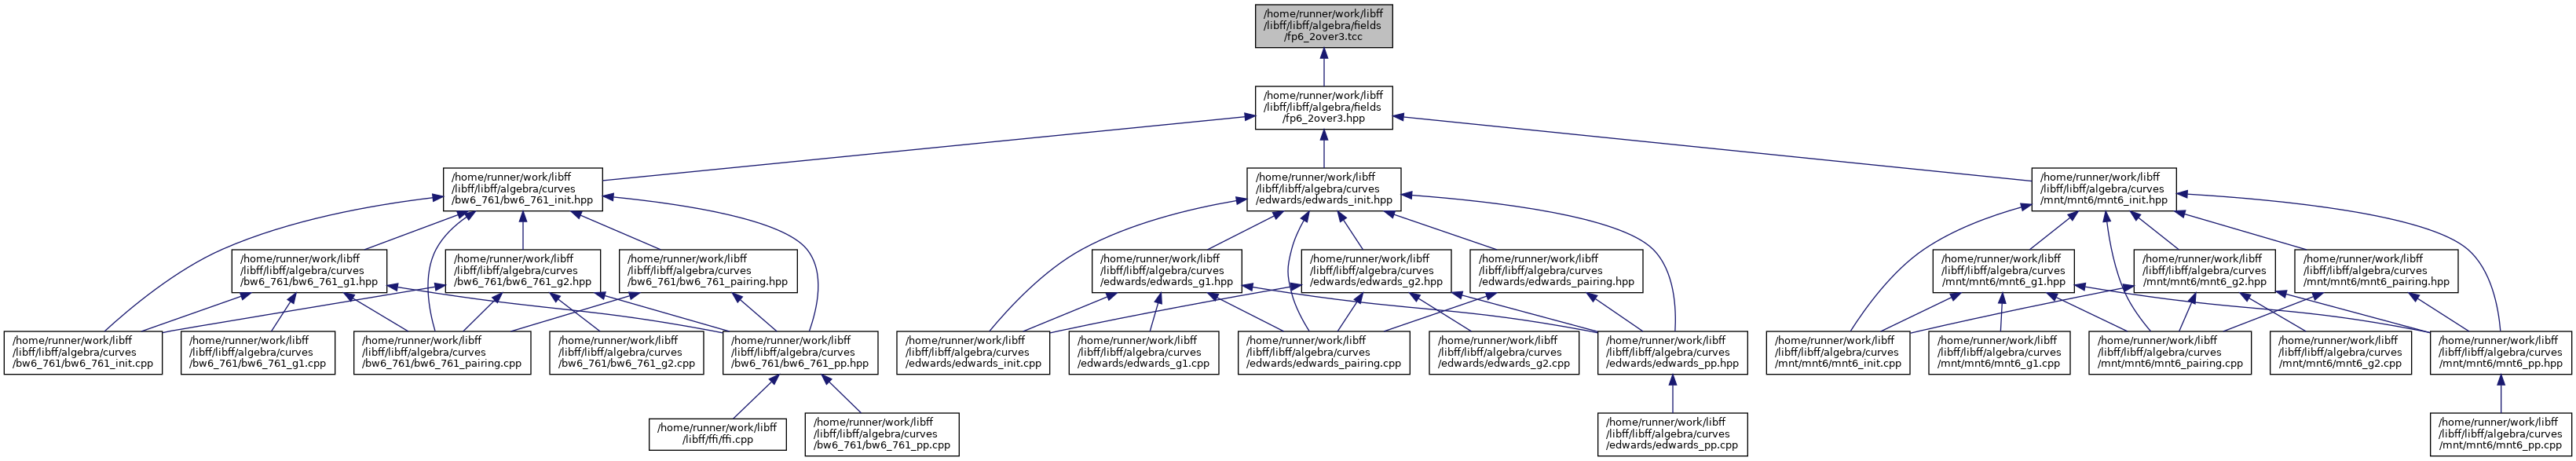 /home/runner/work/libff
/libff/libff/algebra/fields
/fp6_2over3.tcc
/home/runner/work/libff
/libff/libff/algebra/fields
/fp6_2over3.hpp
/home/runner/work/libff
/libff/libff/algebra/curves
/bw6_761/bw6_761_init.hpp
/home/runner/work/libff
/libff/libff/algebra/curves
/edwards/edwards_init.hpp
/home/runner/work/libff
/libff/libff/algebra/curves
/mnt/mnt6/mnt6_init.hpp
/home/runner/work/libff
/libff/libff/algebra/curves
/bw6_761/bw6_761_g1.hpp
/home/runner/work/libff
/libff/libff/algebra/curves
/bw6_761/bw6_761_g2.hpp
/home/runner/work/libff
/libff/libff/algebra/curves
/bw6_761/bw6_761_pairing.hpp
/home/runner/work/libff
/libff/libff/algebra/curves
/edwards/edwards_g1.hpp
/home/runner/work/libff
/libff/libff/algebra/curves
/edwards/edwards_g2.hpp
/home/runner/work/libff
/libff/libff/algebra/curves
/edwards/edwards_pairing.hpp
/home/runner/work/libff
/libff/libff/algebra/curves
/mnt/mnt6/mnt6_g1.hpp
/home/runner/work/libff
/libff/libff/algebra/curves
/mnt/mnt6/mnt6_g2.hpp
/home/runner/work/libff
/libff/libff/algebra/curves
/mnt/mnt6/mnt6_pairing.hpp
/home/runner/work/libff
/libff/libff/algebra/curves
/bw6_761/bw6_761_init.cpp
/home/runner/work/libff
/libff/libff/algebra/curves
/bw6_761/bw6_761_g1.cpp
/home/runner/work/libff
/libff/libff/algebra/curves
/bw6_761/bw6_761_pairing.cpp
/home/runner/work/libff
/libff/libff/algebra/curves
/bw6_761/bw6_761_g2.cpp
/home/runner/work/libff
/libff/libff/algebra/curves
/bw6_761/bw6_761_pp.hpp
/home/runner/work/libff
/libff/libff/algebra/curves
/edwards/edwards_init.cpp
/home/runner/work/libff
/libff/libff/algebra/curves
/edwards/edwards_g1.cpp
/home/runner/work/libff
/libff/libff/algebra/curves
/edwards/edwards_pairing.cpp
/home/runner/work/libff
/libff/libff/algebra/curves
/edwards/edwards_g2.cpp
/home/runner/work/libff
/libff/libff/algebra/curves
/edwards/edwards_pp.hpp
/home/runner/work/libff
/libff/libff/algebra/curves
/mnt/mnt6/mnt6_init.cpp
/home/runner/work/libff
/libff/libff/algebra/curves
/mnt/mnt6/mnt6_g1.cpp
/home/runner/work/libff
/libff/libff/algebra/curves
/mnt/mnt6/mnt6_pairing.cpp
/home/runner/work/libff
/libff/libff/algebra/curves
/mnt/mnt6/mnt6_g2.cpp
/home/runner/work/libff
/libff/libff/algebra/curves
/mnt/mnt6/mnt6_pp.hpp
/home/runner/work/libff
/libff/ffi/ffi.cpp
/home/runner/work/libff
/libff/libff/algebra/curves
/bw6_761/bw6_761_pp.cpp
/home/runner/work/libff
/libff/libff/algebra/curves
/edwards/edwards_pp.cpp
/home/runner/work/libff
/libff/libff/algebra/curves
/mnt/mnt6/mnt6_pp.cpp